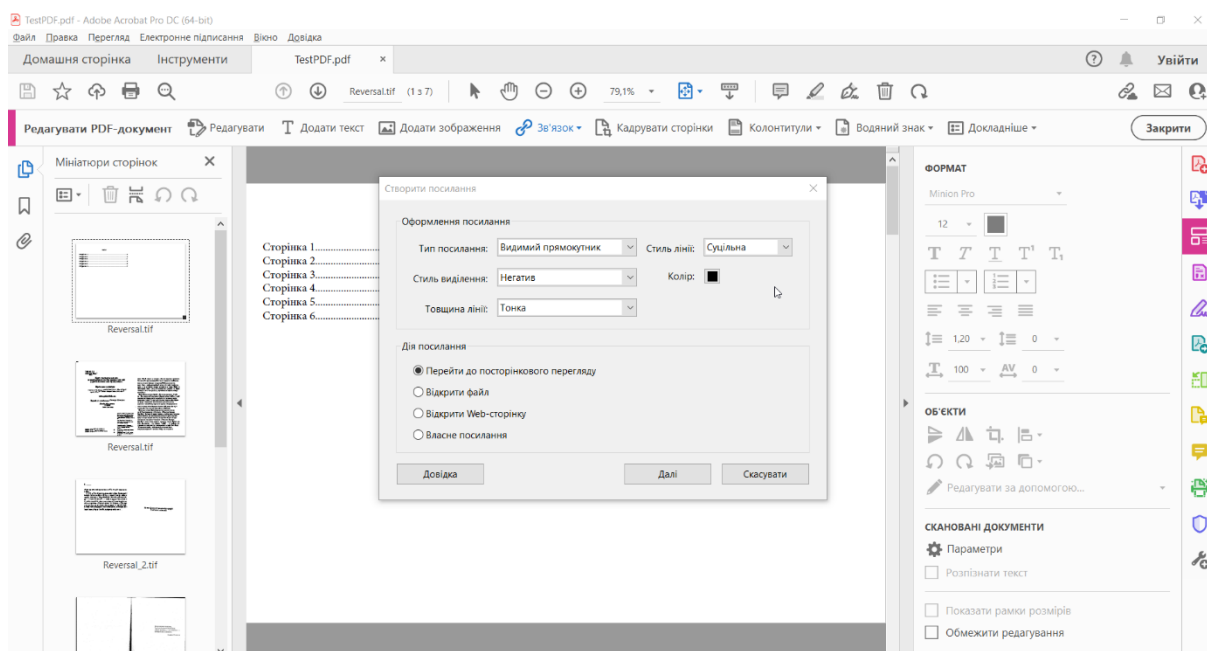 TestPDF.pdf - Adobe Acrobat Pro DC (64-bit)
Файл Правка Перегляд Електронне підписання Вікно Довідка
Домашня сторінка Інструменти TestPDF.pdf × Увійти
Reversal.tif (1 з 7) 79,1%
Редагувати PDF-документ Редагувати Додати текст Додати зображення Зв'язок Кадрувати сторінки Колонтитули Водяний знак Докладніше Закрити
Мініатюри сторінок
Reversal.tif
Reversal.tif
Reversal_2.tif
Сторінка 1
Сторінка 2
Сторінка 3
Сторінка 4
Сторінка 5
Сторінка 6
Створити посилання
Оформлення посилання
Тип посилання: Видимий прямокутник Стиль лінії: Суцільна
Стиль виділення: Негатив Колір:
Товщина лінії: Тонка
Дія посилання
Перейти до посторінкового перегляду
Відкрити файл
Відкрити Web-сторінку
Власне посилання
Довідка Далі Скасувати
ФОРМАТ
Minion Pro
12
T T T T¹ T₁
1,20 0
100 AV 0
ОБ'ЄКТИ
Редагувати за допомогою...
СКАНОВАНІ ДОКУМЕНТИ
Параметри
Розпізнати текст
Показати рамки розмірів
Обмежити редагування